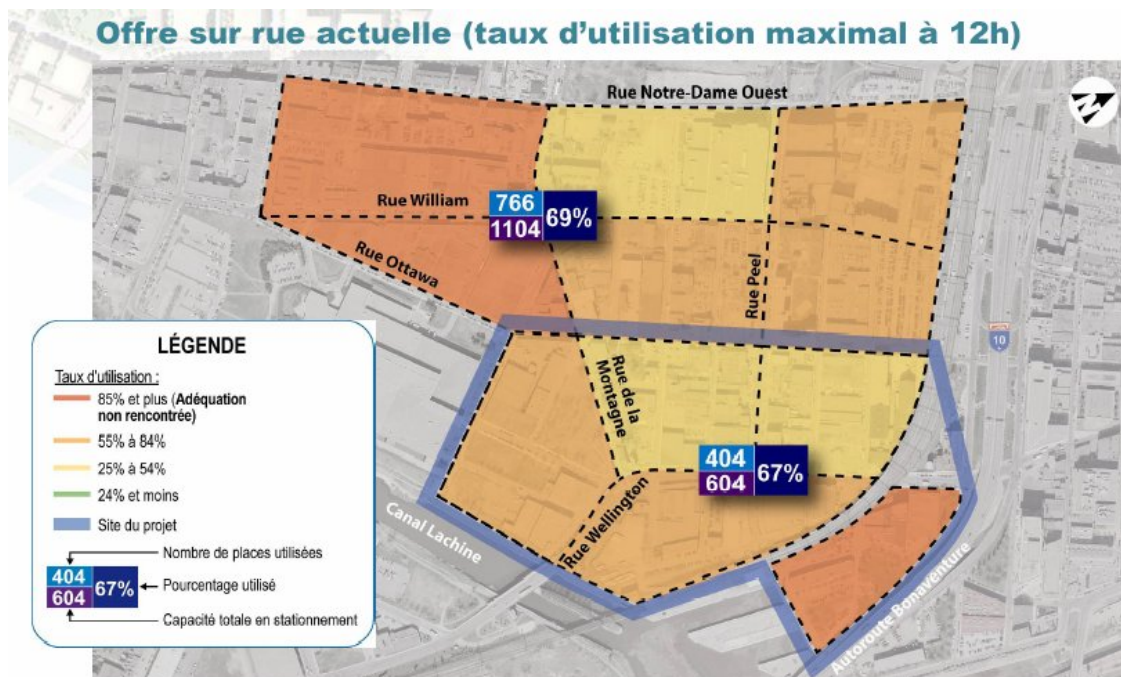 Offre sur rue actuelle (taux d'utilisation maximal à 12h)
Rue Notre-Dame Ouest
Rue William
766
1104
69%
Rue Ottawa
Rue Peel
10
Rue de la
Montagne
404
604
67%
Rue Wellington
Canal Lachine
Autoroute Bonaventure
LÉGENDE
Taux d'utilisation :
85% et plus (Adéquation
non rencontrée)
55% à 84%
25% à 54%
24% et moins
Site du projet
Nombre de places utilisées
404
604
67%
Pourcentage utilisé
Capacité totale en stationnement